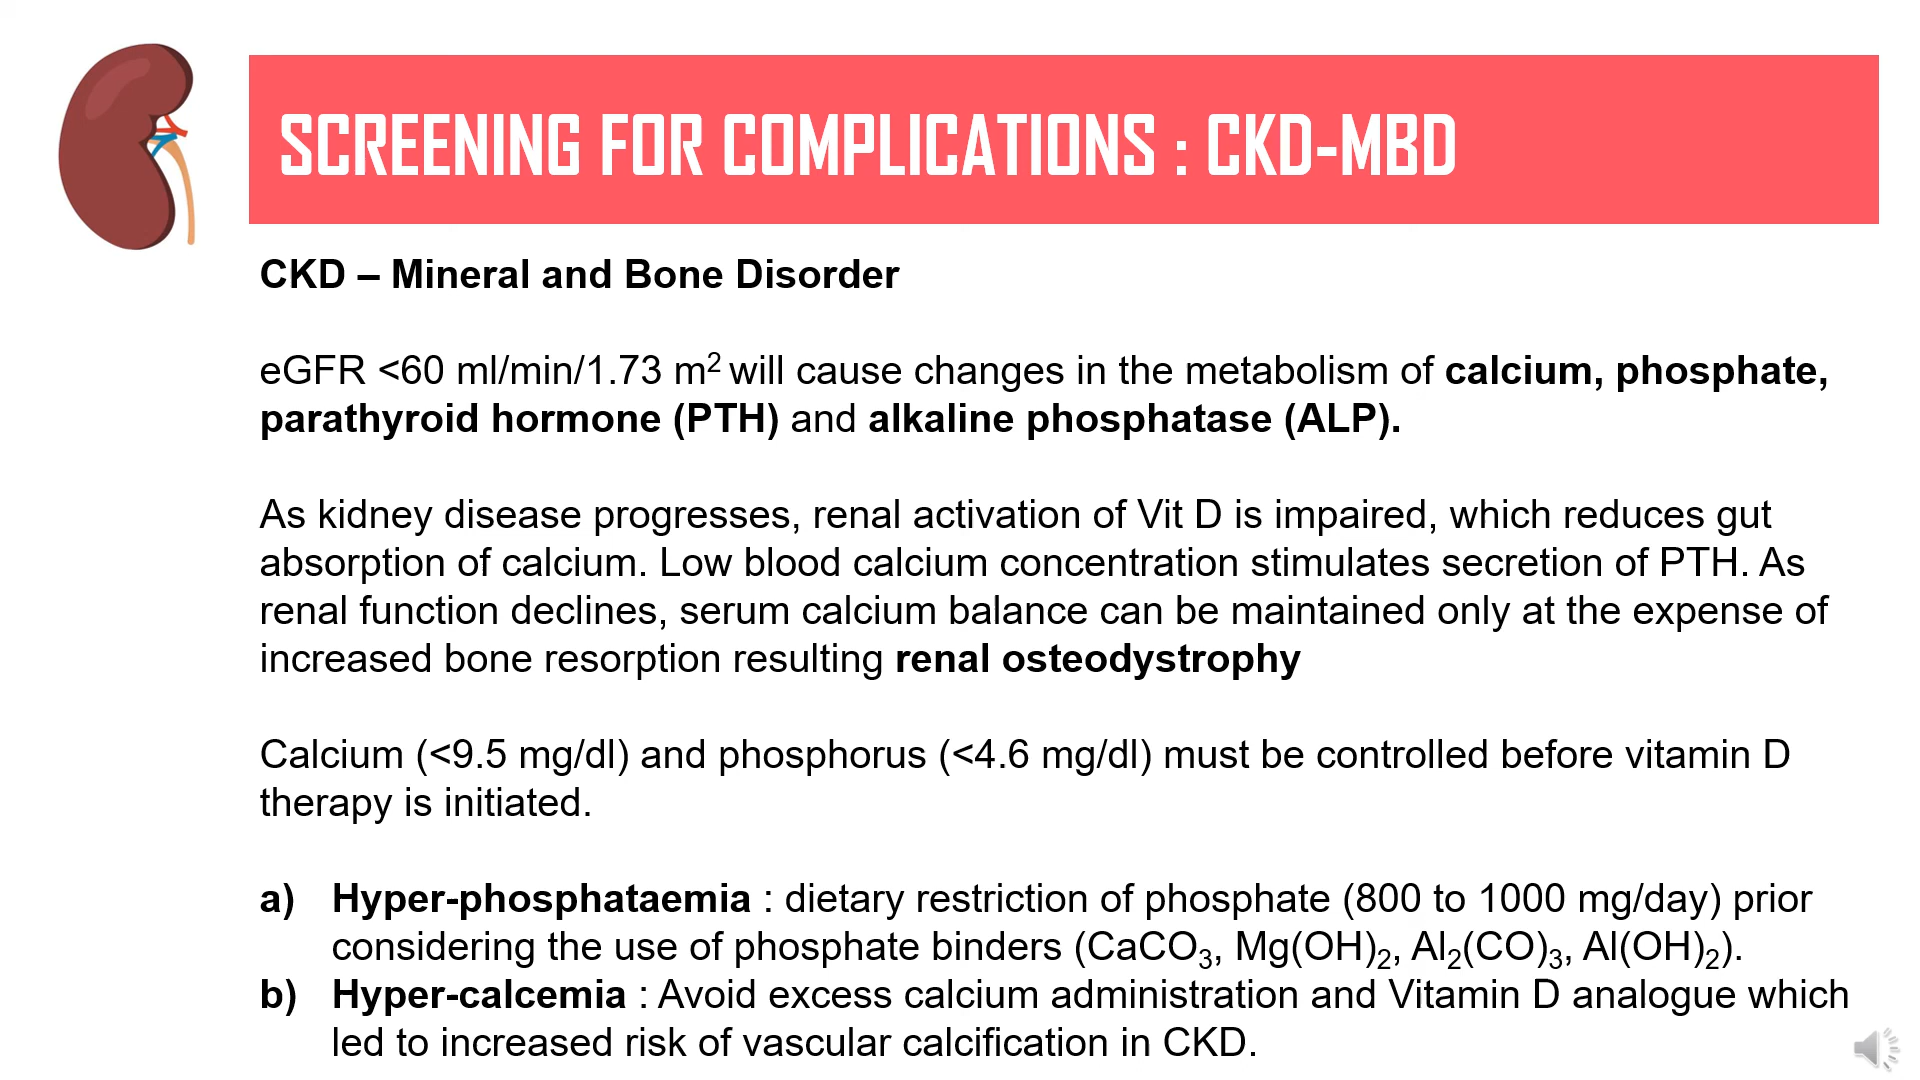 SCREENING FOR COMPLICATIONS : CKD-MBD
CKD – Mineral and Bone Disorder
eGFR <60 ml/min/1.73 m² will cause changes in the metabolism of calcium, phosphate,
parathyroid hormone (PTH) and alkaline phosphatase (ALP).
As kidney disease progresses, renal activation of Vit D is impaired, which reduces gut
absorption of calcium. Low blood calcium concentration stimulates secretion of PTH. As
renal function declines, serum calcium balance can be maintained only at the expense of
increased bone resorption resulting renal osteodystrophy
Calcium (<9.5 mg/dl) and phosphorus (<4.6 mg/dl) must be controlled before vitamin D
therapy is initiated.
a) Hyper-phosphataemia : dietary restriction of phosphate (800 to 1000 mg/day) prior
considering the use of phosphate binders (CaCO₃, Mg(OH)₂, Al₂(CO)₃, Al(OH)₂).
b) Hyper-calcemia : Avoid excess calcium administration and Vitamin D analogue which
led to increased risk of vascular calcification in CKD.